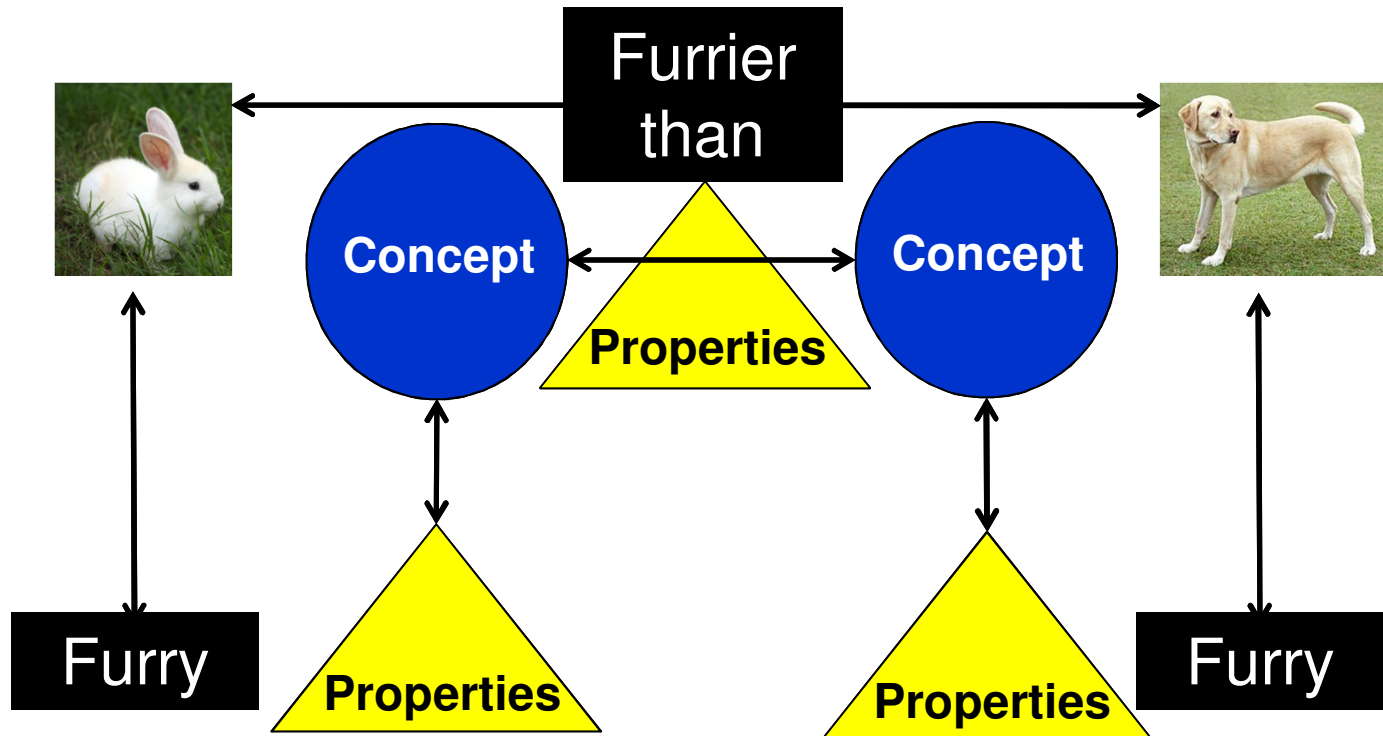 Furrier
than
Concept
Concept
Properties
Furry
Properties
Properties
Furry